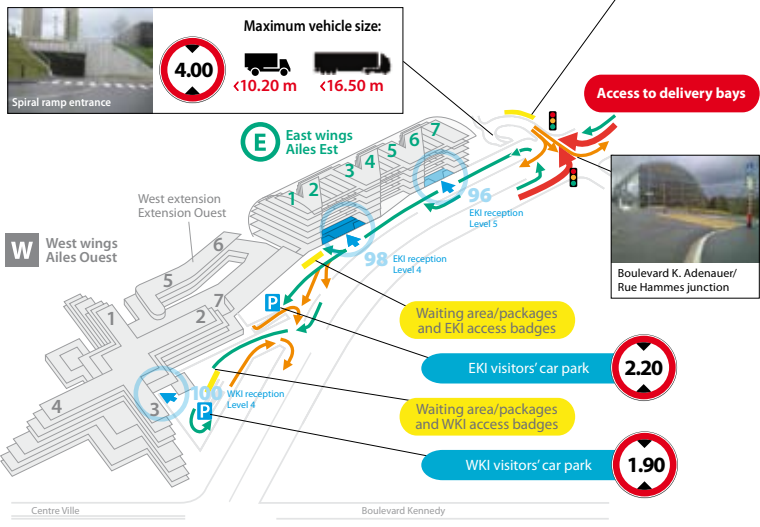 Maximum vehicle size:
4.00
<10.20 m
<16.50 m
Spiral ramp entrance
Access to delivery bays
E
East wings
Ailes Est
1
2
3
4
5
6
7
96
EKI reception
Level 5
West extension
Extension Ouest
W
West wings
Ailes Ouest
6
5
7
98
EKI reception
Level 4
Boulevard K. Adenauer/
Rue Hammes junction
P
1
2
Waiting area/packages
and EKI access badges
EKI visitors' car park
2.20
100
WKI reception
Level 4
4
3
P
Waiting area/packages
and WKI access badges
WKI visitors' car park
1.90
Centre Ville
Boulevard Kennedy